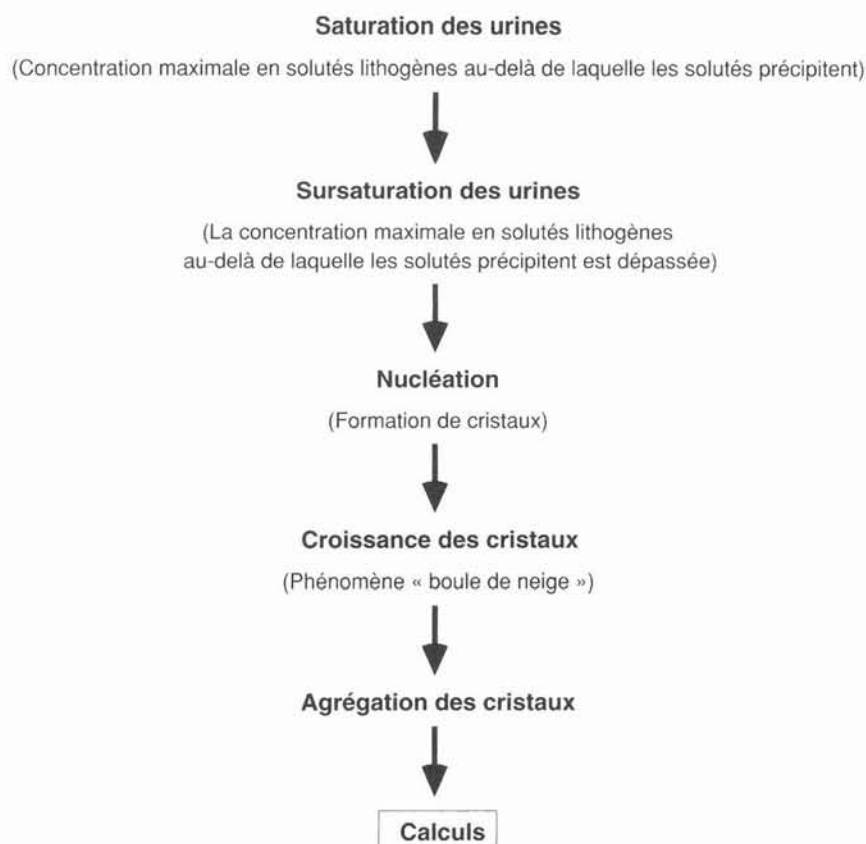 Saturation des urines
(Concentration maximale en solutés lithogènes au-delà de laquelle les solutés précipitent)
Sursaturation des urines
(La concentration maximale en solutés lithogènes
au-delà de laquelle les solutés précipitent est dépassée)
Nucléation
(Formation de cristaux)
Croissance des cristaux
(Phénomène « boule de neige »)
Agrégation des cristaux
Calculs